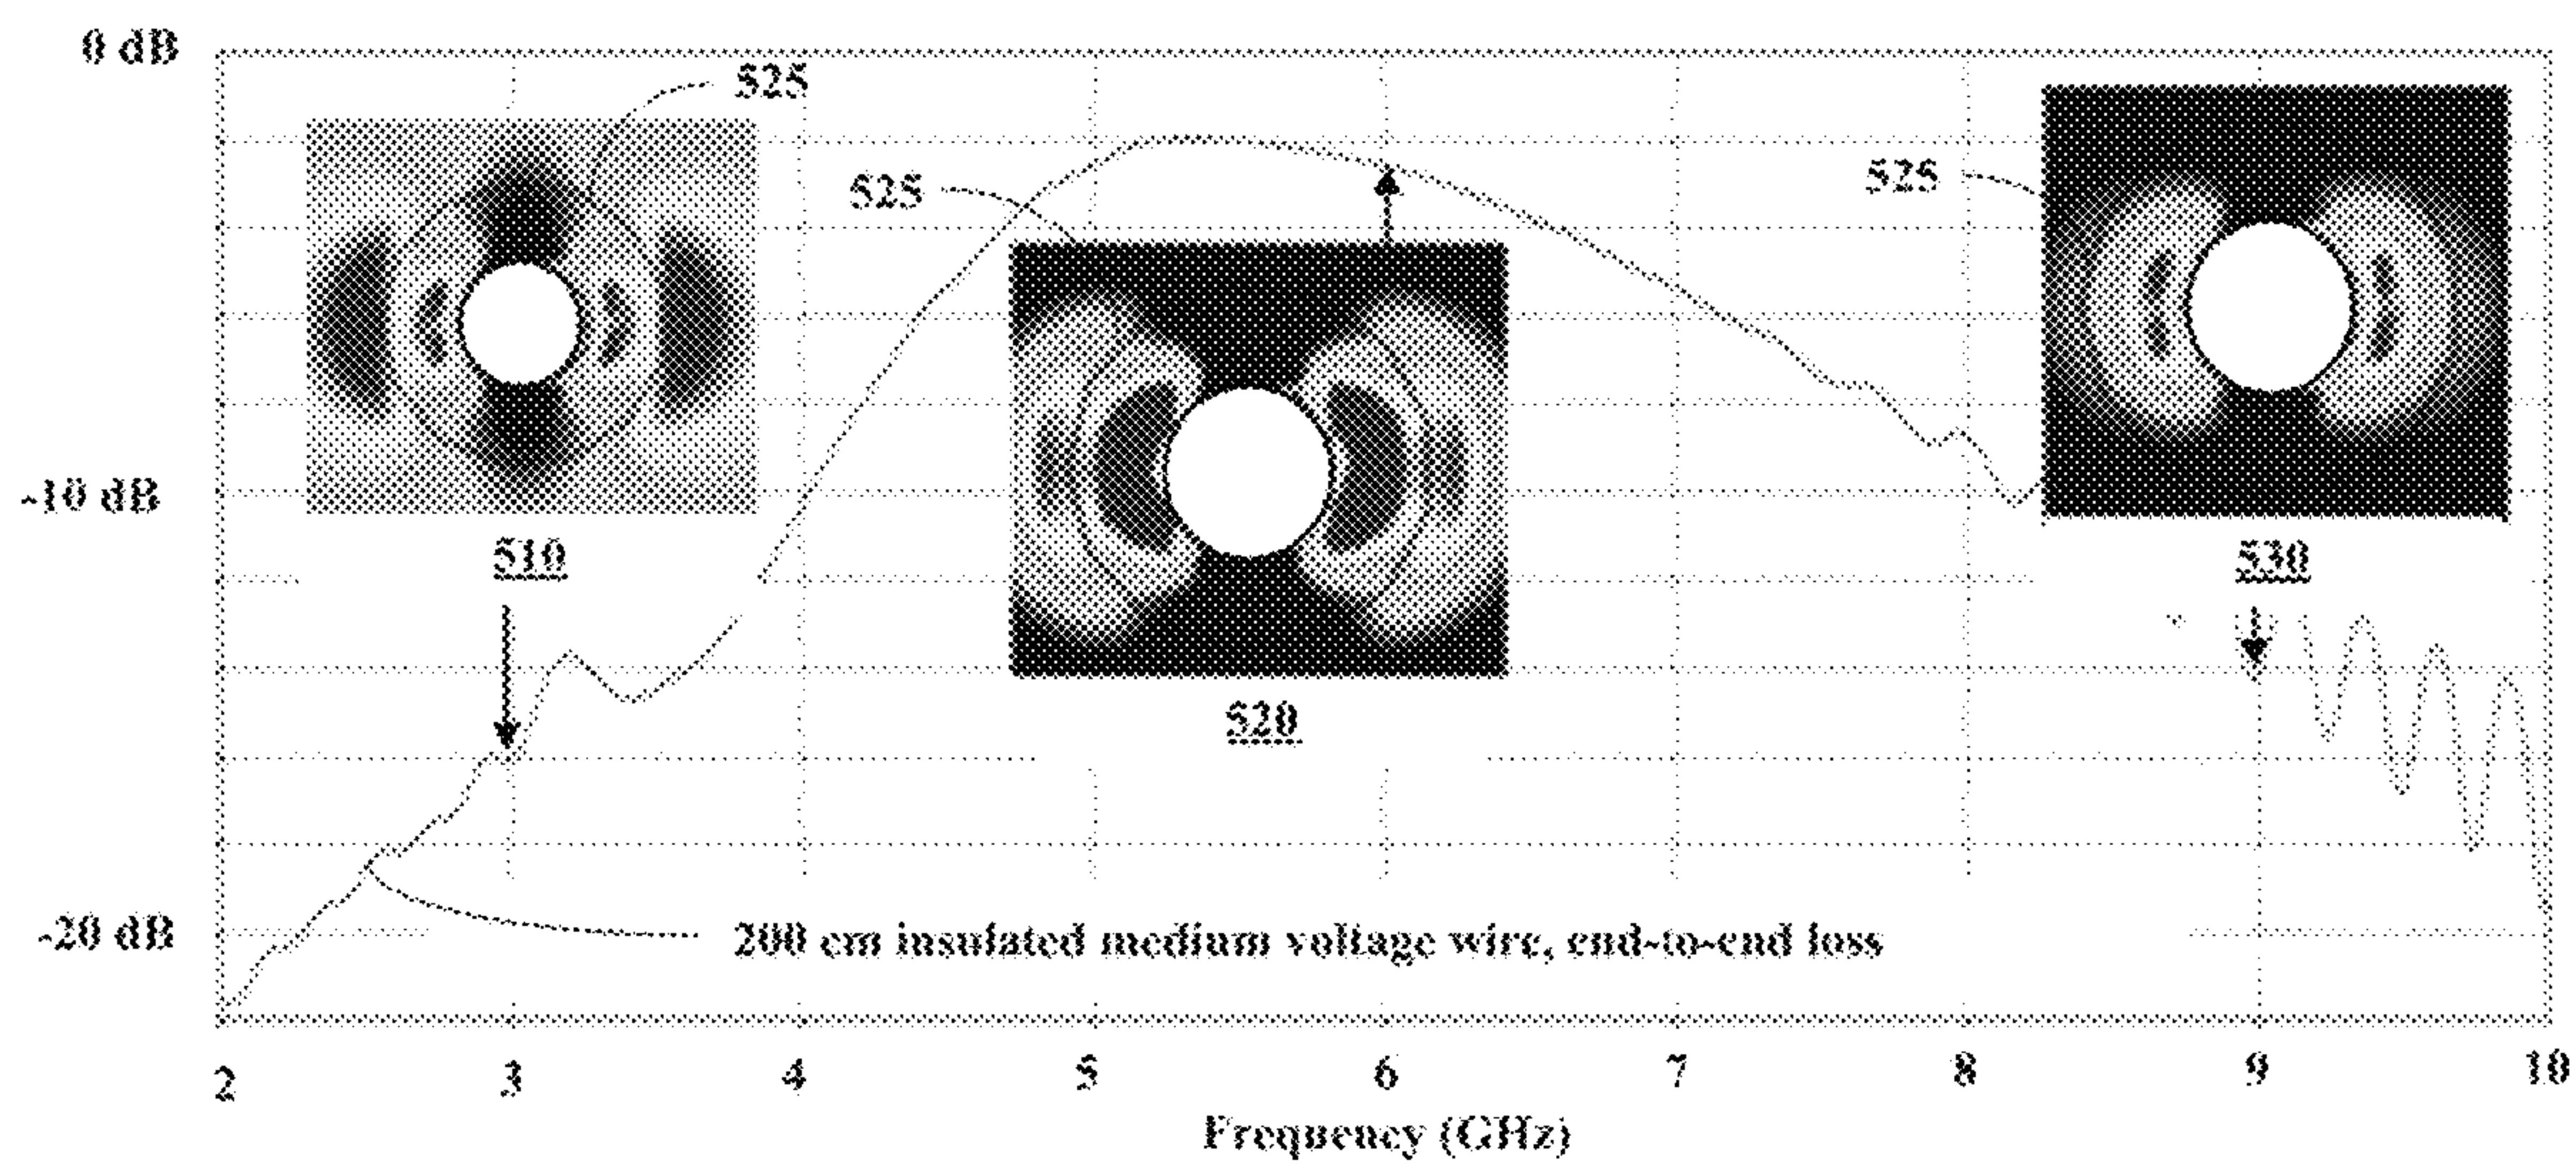 0 dB
525
525
525
-10 dB
510
530
520
-20 dB
200 cm insulated medium voltage wire, end-to-end loss
2 3 4 5 6 7 8 9 10
Frequency (GHz)